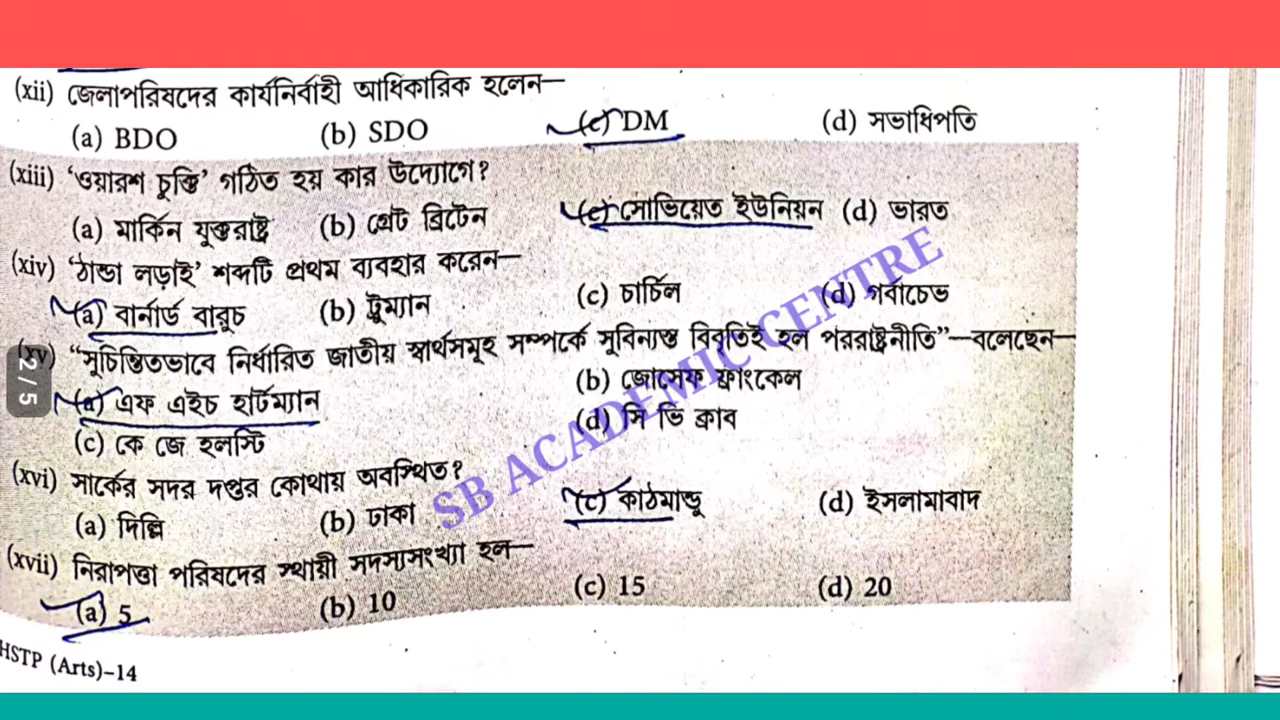 (xii) জেলাপরিষদের কার্যনির্বাহী আধিকারিক হলেন—
(a) BDO (b) SDO (c) DM (d) সভাধিপতি
(xiii) ‘ওয়ারশ চুক্তি’ গঠিত হয় কার উদ্যোগে?
(a) মার্কিন যুক্তরাষ্ট্র (b) গ্রেট ব্রিটেন (c) সোভিয়েত ইউনিয়ন (d) ভারত
(xiv) ‘ঠান্ডা লড়াই’ শব্দটি প্রথম ব্যবহার করেন—
(a) বার্নার্ড বারুচ (b) ট্রুম্যান (c) চার্চিল (d) গর্বাচেভ
(xv) “সুচিন্তিতভাবে নির্ধারিত জাতীয় স্বার্থসমূহ সম্পর্কে সুবিন্যস্ত বিবৃতিই হল পররাষ্ট্রনীতি”—বলেছেন—
(a) এফ এইচ হার্টম্যান (b) জোসেফ ফ্রাংকেল
(c) কে জে হলস্টি (d) সি ভি ক্রাব
(xvi) সার্কের সদর দপ্তর কোথায় অবস্থিত?
(a) দিল্লি (b) ঢাকা (c) কাঠমান্ডু (d) ইসলামাবাদ
(xvii) নিরাপত্তা পরিষদের স্থায়ী সদস্যসংখ্যা হল—
(a) 5 (b) 10 (c) 15 (d) 20
HSTP (Arts)–14
SB ACADEMIC CENTRE
2/5